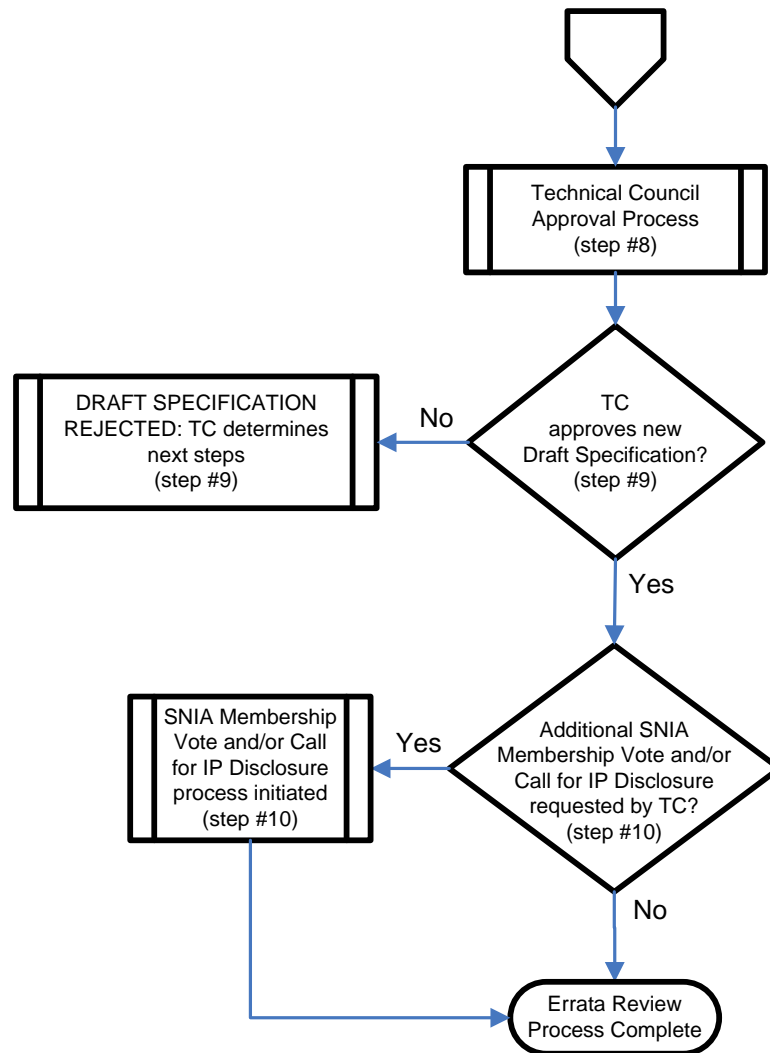 Technical Council
Approval Process
(step #8)
TC
approves new
Draft Specification?
(step #9)
No
DRAFT SPECIFICATION
REJECTED: TC determines
next steps
(step #9)
Yes
Additional SNIA
Membership Vote and/or
Call for IP Disclosure
requested by TC?
(step #10)
Yes
SNIA Membership
Vote and/or Call
for IP Disclosure
process initiated
(step #10)
No
Errata Review
Process Complete